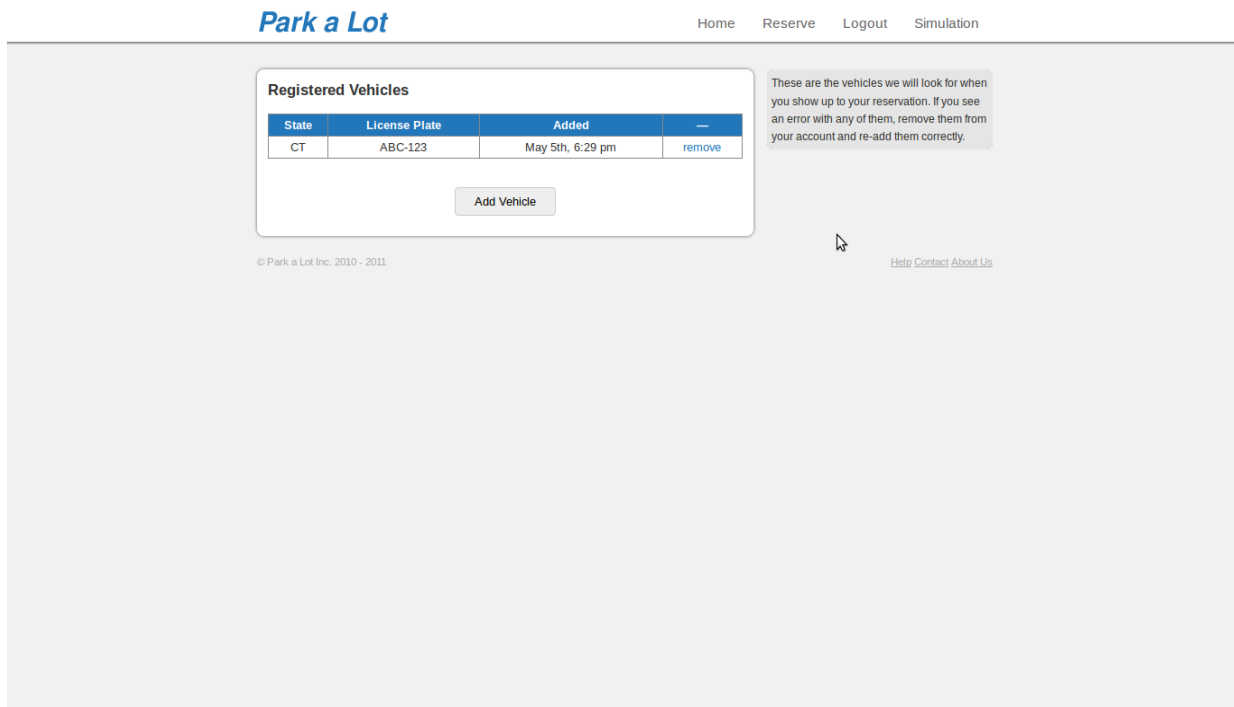 Park a Lot
Home Reserve Logout Simulation
Registered Vehicles
State License Plate Added —
CT ABC-123 May 5th, 6:29 pm remove
Add Vehicle
These are the vehicles we will look for when
you show up to your reservation. If you see
an error with any of them, remove them from
your account and re-add them correctly.
© Park a Lot Inc. 2010 - 2011
Help Contact About Us